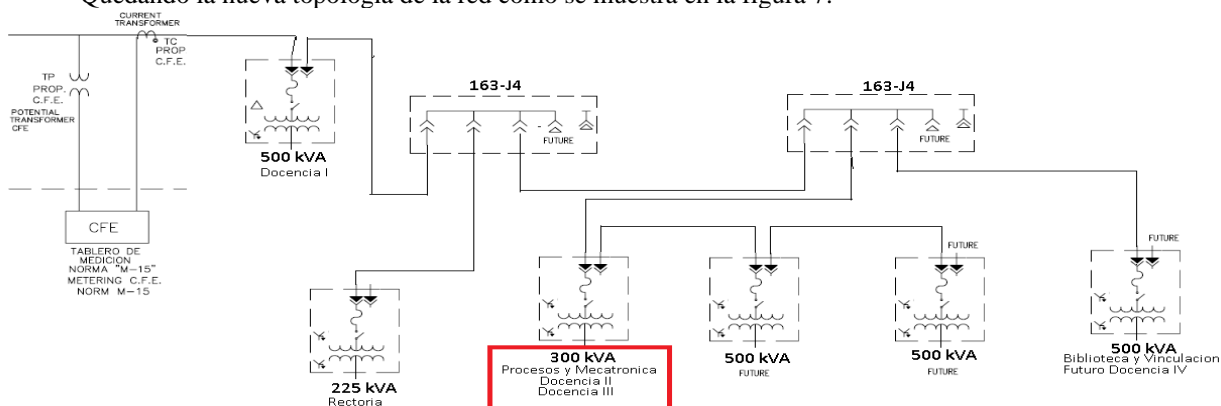 Quedando la nueva topología de la red como se muestra en la figura 7.
CURRENT
TRANSFORMER
TC
PROP
C.F.E.
TP
PROP.
C.F.E.
POTENTIAL
TRANSFORMER
CFE
500 kVA
Docencia I
163-J4
FUTURE
163-J4
FUTURE
CFE
TABLERO DE
MEDICION
NORMA "M-15"
METERING C.F.E.
NORM M-15
225 kVA
Rectoria
300 kVA
Procesos y Mecatronica
Docencia II
Docencia III
500 kVA
FUTURE
FUTURE
500 kVA
FUTURE
FUTURE
500 kVA
Biblioteca y Vinculacion
Futuro Docencia IV